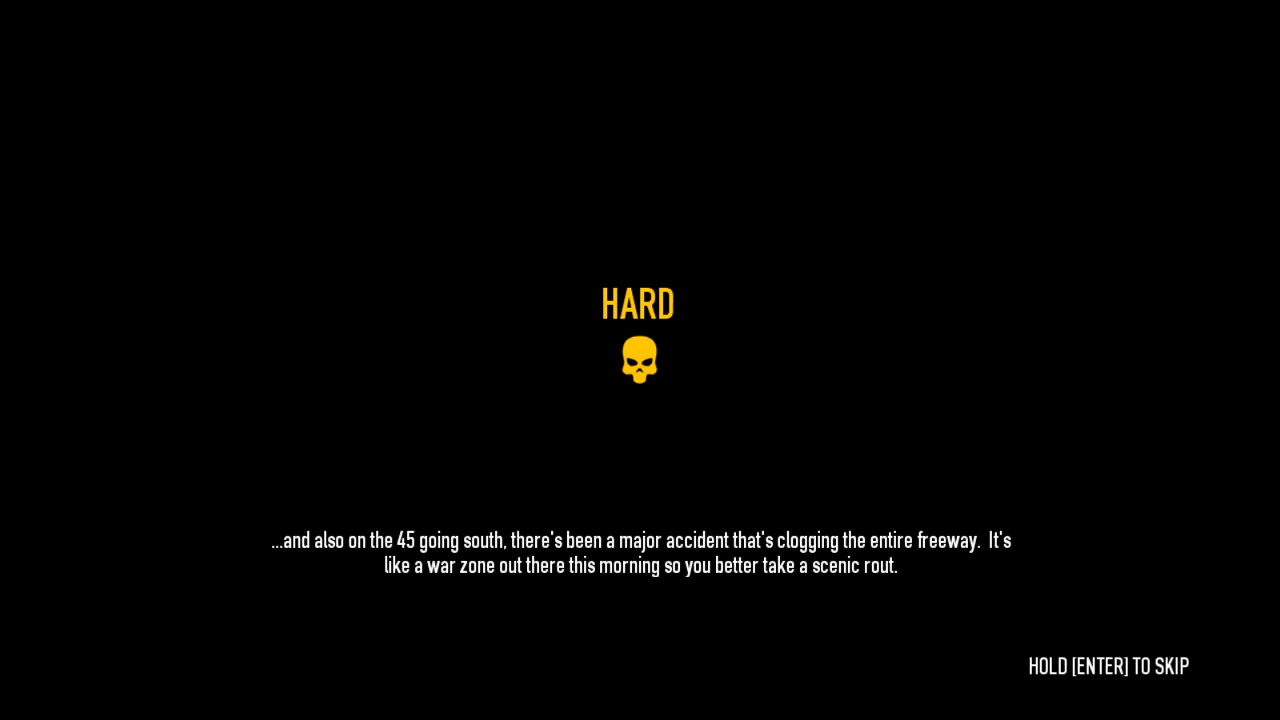 HARD
...and also on the 45 going south, there's been a major accident that's clogging the entire freeway.  It's
like a war zone out there this morning so you better take a scenic rout.
HOLD [ENTER] TO SKIP